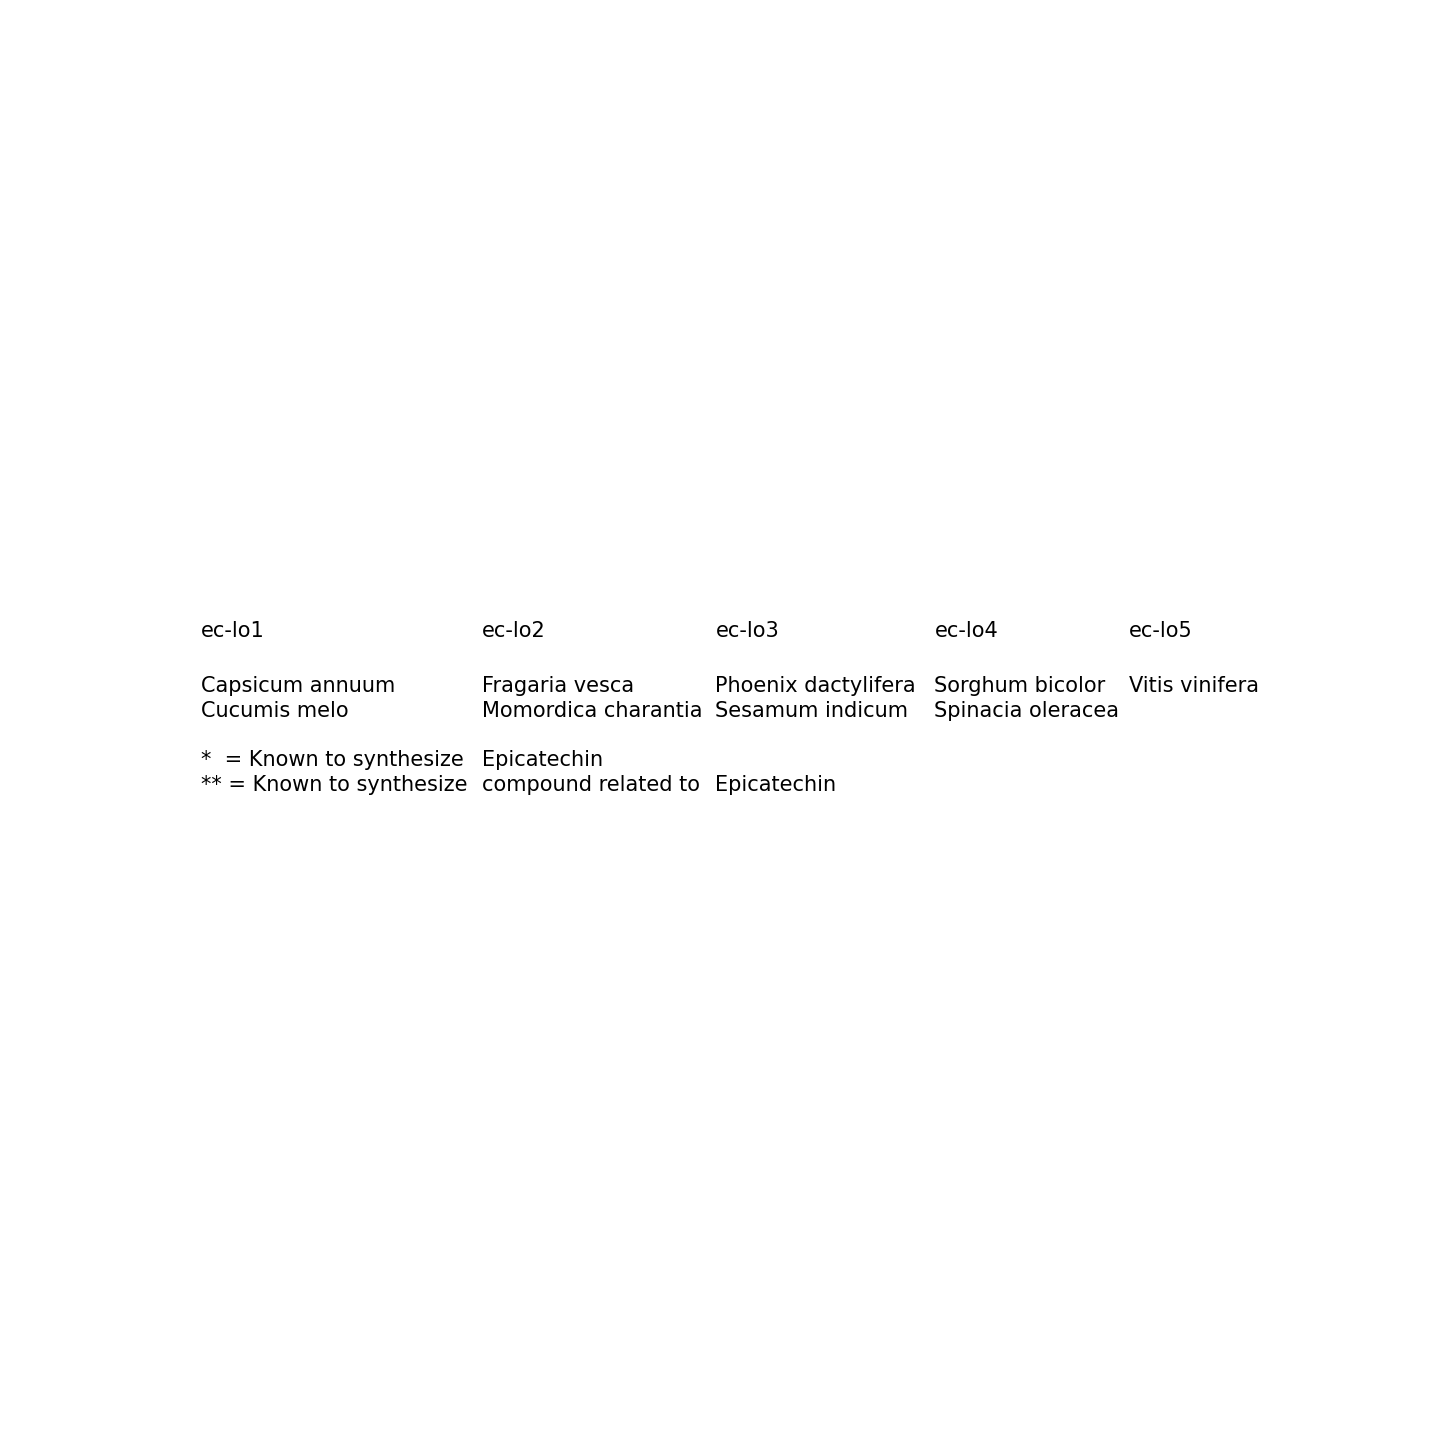 ec-lo1 ec-lo2 ec-lo3 ec-lo4 ec-lo5
Capsicum annuum Fragaria vesca Phoenix dactylifera Sorghum bicolor Vitis vinifera
Cucumis melo Momordica charantia Sesamum indicum Spinacia oleracea
* = Known to synthesize Epicatechin
** = Known to synthesize compound related to Epicatechin